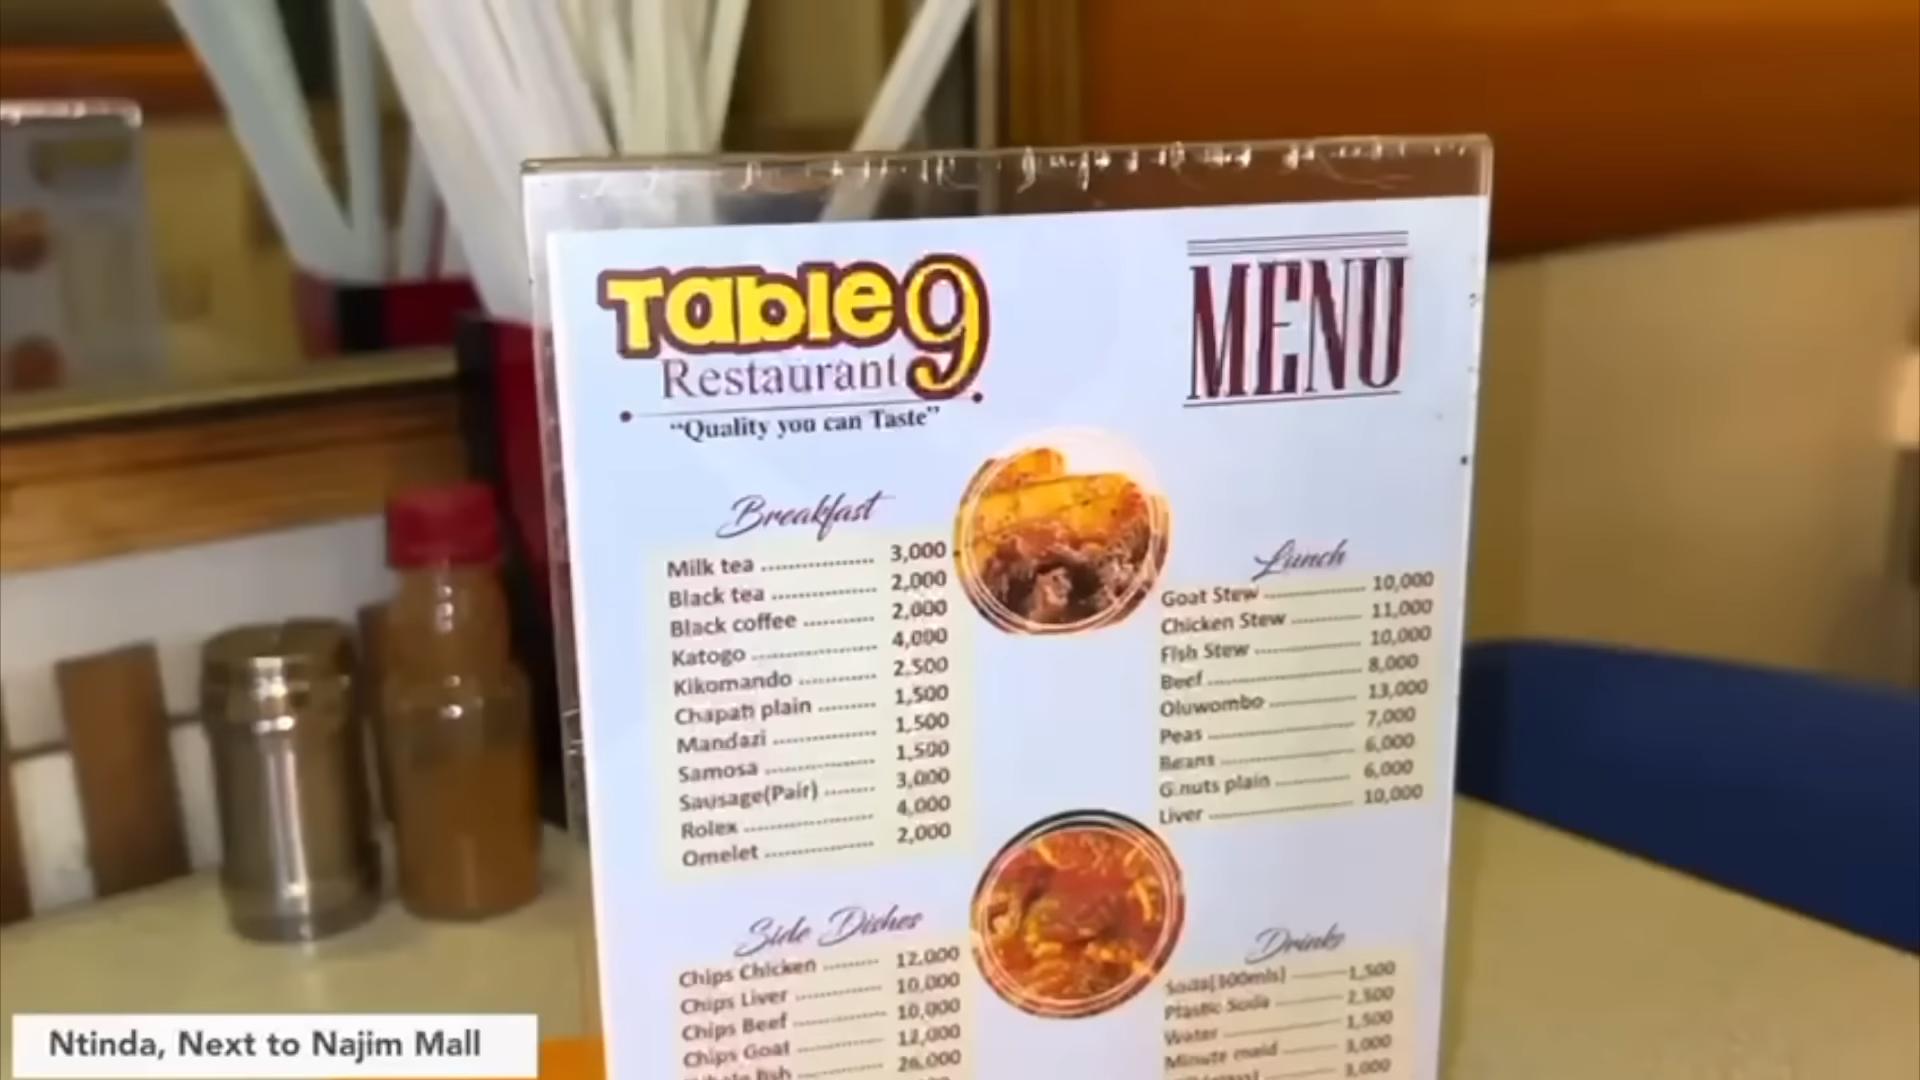 Table 9
Restaurant
“Quality you can Taste”
MENU
Breakfast
Milk tea .................. 3,000
Black tea ................. 2,000
Black coffee ............ 2,000
Katogo ..................... 4,000
Kikomando ............. 2,500
Chapati plain .......... 1,500
Mandazi .................. 1,500
Samosa ................... 1,500
Sausage(Pair) ......... 3,000
Rolex ....................... 4,000
Omelet .................... 2,000
Lunch
Goat Stew ................ 10,000
Chicken Stew ............ 11,000
Fish Stew .................. 10,000
Beef .......................... 8,000
Oluwombo ............... 13,000
Peas .......................... 7,000
Beans ........................ 6,000
G.nuts plain .............. 6,000
Liver .......................... 10,000
Side Dishes
Chips Chicken ......... 12,000
Chips Liver .............. 10,000
Chips Beef ............... 10,000
Chips Goat ............... 12,000
fish ............. 26,000
Drinks
Soda(300mls) ........... 1,500
Plastic Soda .............. 2,500
Water ........................ 1,500
Minute maid ............. 3,000
3,000
Ntinda, Next to Najim Mall